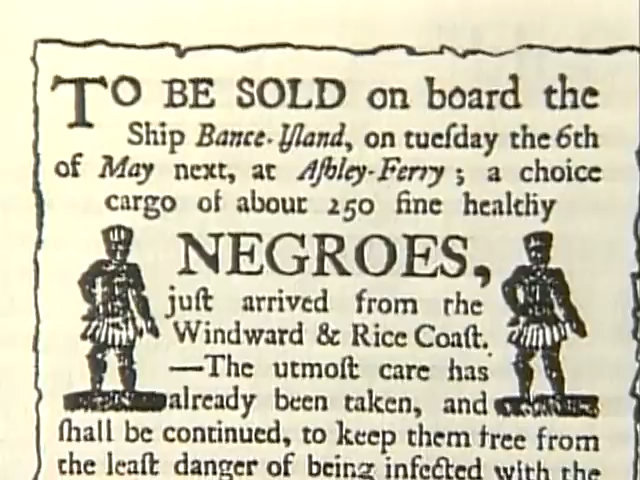 TO BE SOLD on board the
Ship Bance-Iſland, on tueſday the 6th
of May next, at Aſhley-Ferry; a choice
cargo of about 250 fine healthy
NEGROES,
juſt arrived from the
Windward & Rice Coaſt.
—The utmoſt care has
already been taken, and
ſhall be continued, to keep them free from
the leaſt danger of being infected with the